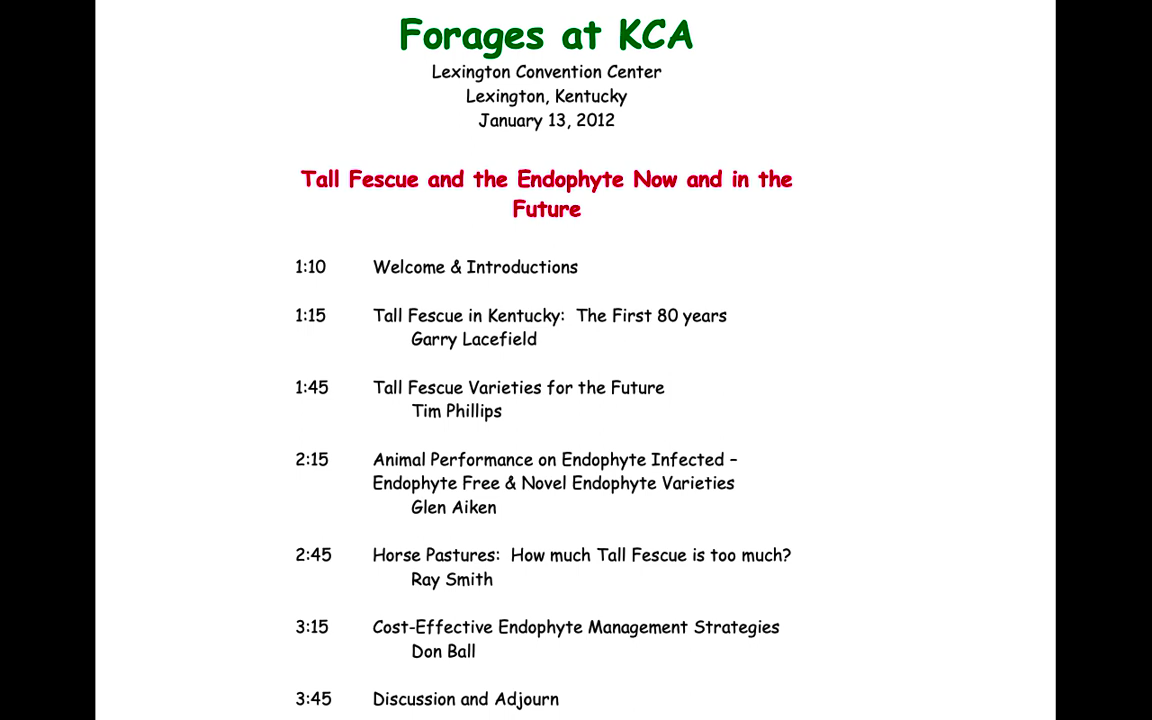 Forages at KCA
Lexington Convention Center
Lexington, Kentucky
January 13, 2012
Tall Fescue and the Endophyte Now and in the
Future
1:10 Welcome & Introductions
1:15 Tall Fescue in Kentucky: The First 80 years
Garry Lacefield
1:45 Tall Fescue Varieties for the Future
Tim Phillips
2:15 Animal Performance on Endophyte Infected –
Endophyte Free & Novel Endophyte Varieties
Glen Aiken
2:45 Horse Pastures: How much Tall Fescue is too much?
Ray Smith
3:15 Cost-Effective Endophyte Management Strategies
Don Ball
3:45 Discussion and Adjourn